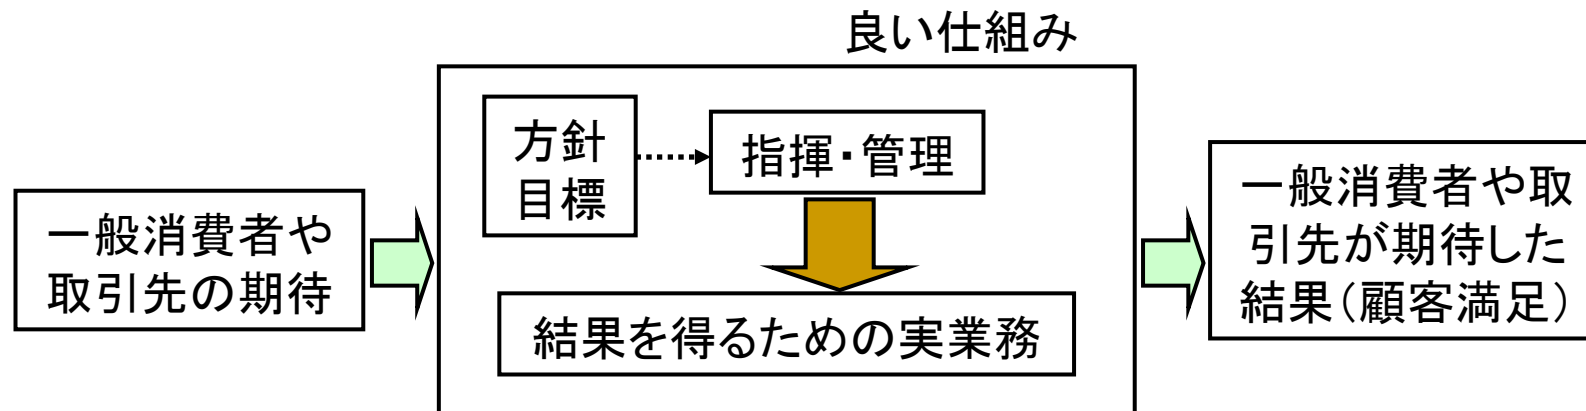 良い仕組み
方針
目標
指揮・管理
一般消費者や
取引先の期待
結果を得るための実業務
一般消費者や取
引先が期待した
結果（顧客満足）